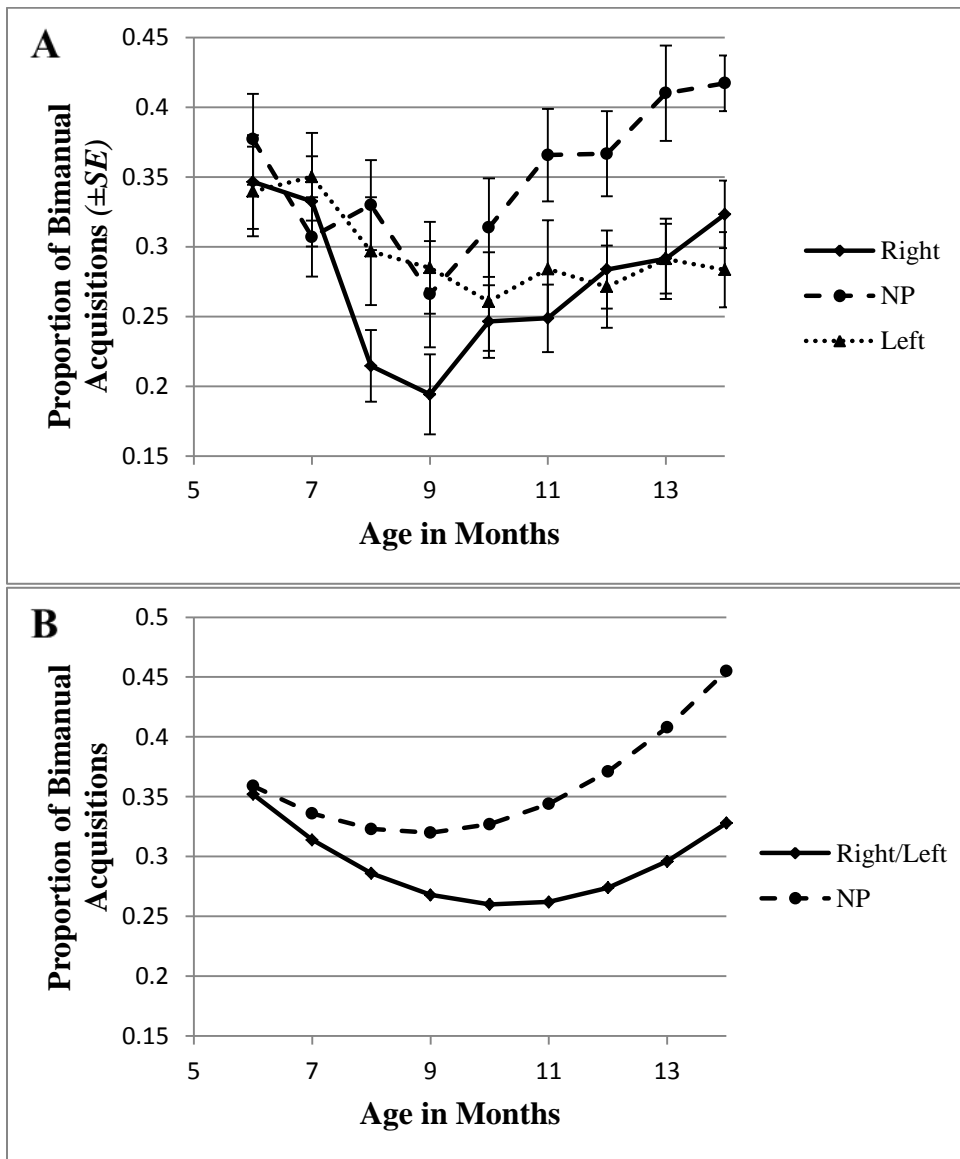 A
Proportion of Bimanual
Acquisitions (±SE)
0.45
0.4
0.35
0.3
0.25
0.2
0.15
5
7
9
11
13
Age in Months
Right
NP
Left
B
Proportion of Bimanual
Acquisitions
0.5
0.45
0.4
0.35
0.3
0.25
0.2
0.15
5
7
9
11
13
Age in Months
Right/Left
NP